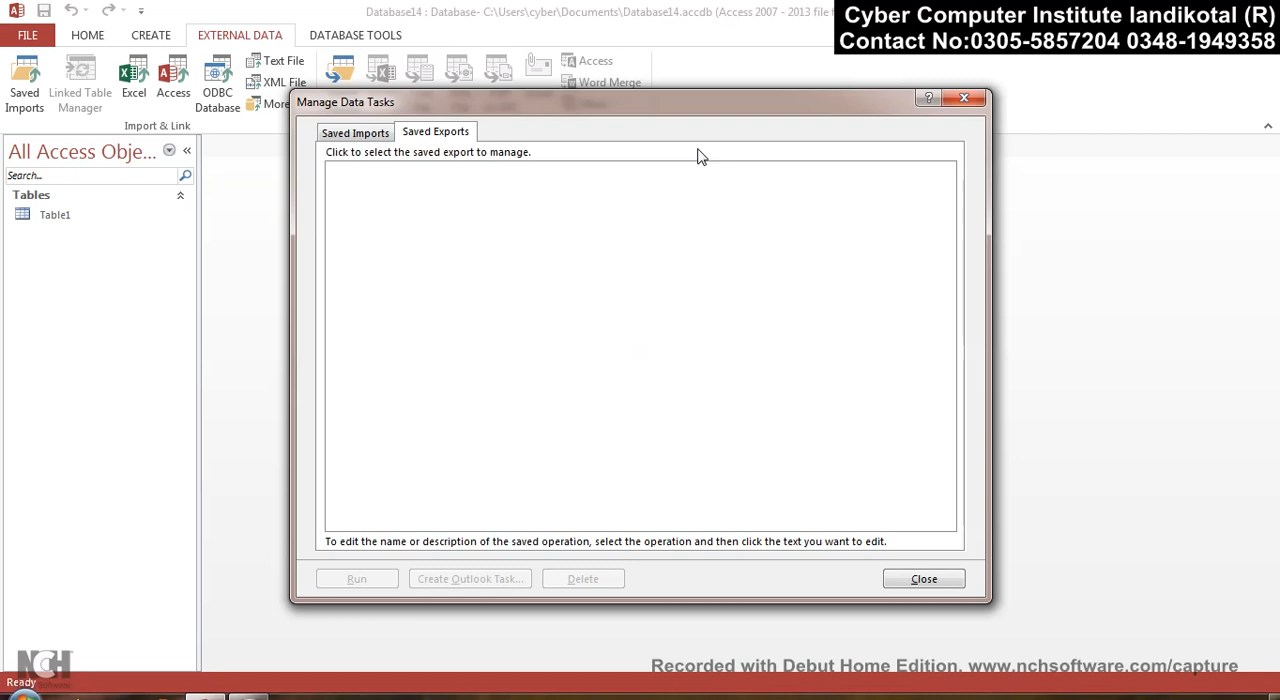 Database14 : Database- C:\Users\cyber\Documents\Database14.accdb (Access 2007 - 2013 file
Cyber Computer Institute landikotal (R)
Contact No:0305-5857204 0348-1949358
FILE HOME CREATE EXTERNAL DATA DATABASE TOOLS
Saved Imports
Linked Table Manager
Excel
Access
ODBC Database
Text File
XML File
More
Access
Word Merge
Import & Link
Manage Data Tasks
All Access Obje...
Search...
Tables
Table1
Saved Imports Saved Exports
Click to select the saved export to manage.
To edit the name or description of the saved operation, select the operation and then click the text you want to edit.
Run Create Outlook Task... Delete Close
NCH
Software
Recorded with Debut Home Edition. www.nchsoftware.com/capture
Ready